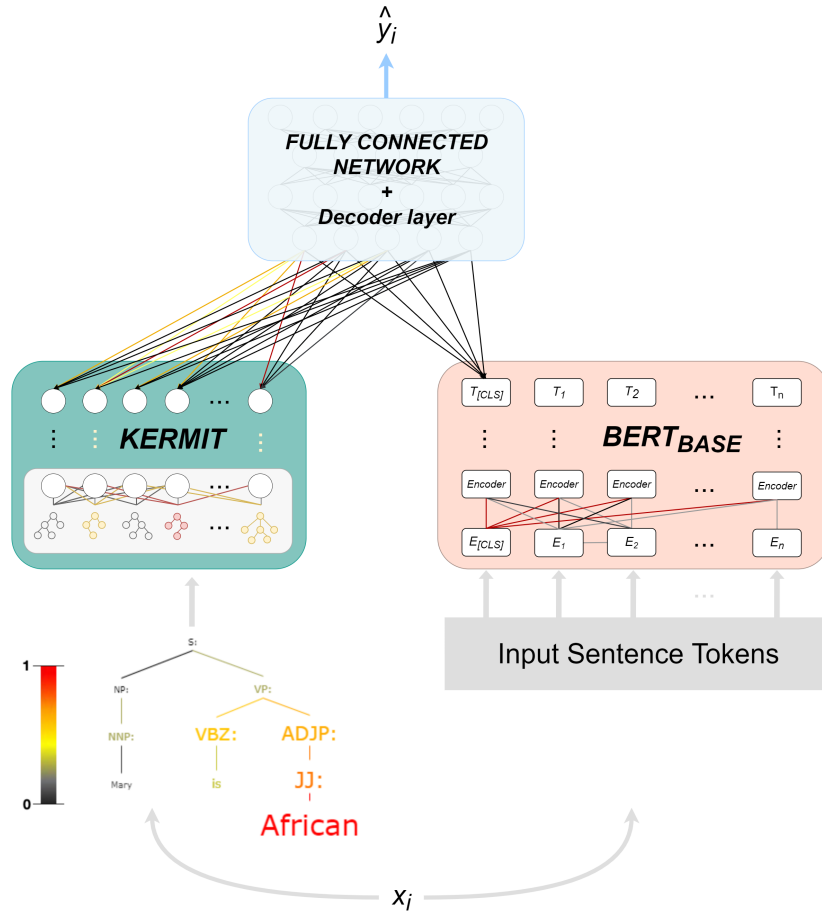 ŷi
FULLY CONNECTED
NETWORK
+
Decoder layer
T[CLS] T1 T2 ... Tn
KERMIT
BERTBASE
Encoder Encoder Encoder ... Encoder
E[CLS] E1 E2 ... En
Input Sentence Tokens
S:
1
NP: VP:
NNP: VBZ: ADJP:
Mary is JJ:
0
African
xi